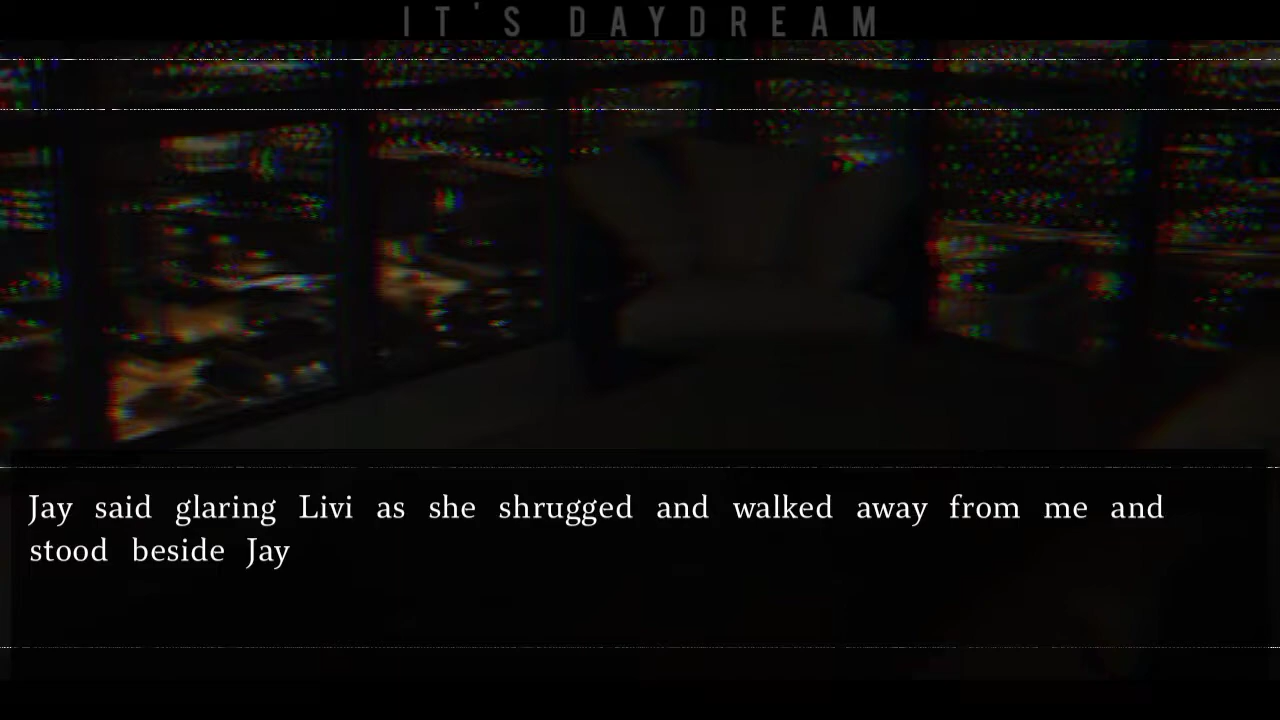 IT'S DAYDREAM
Jay said glaring Livi as she shrugged and walked away from me and
stood beside Jay